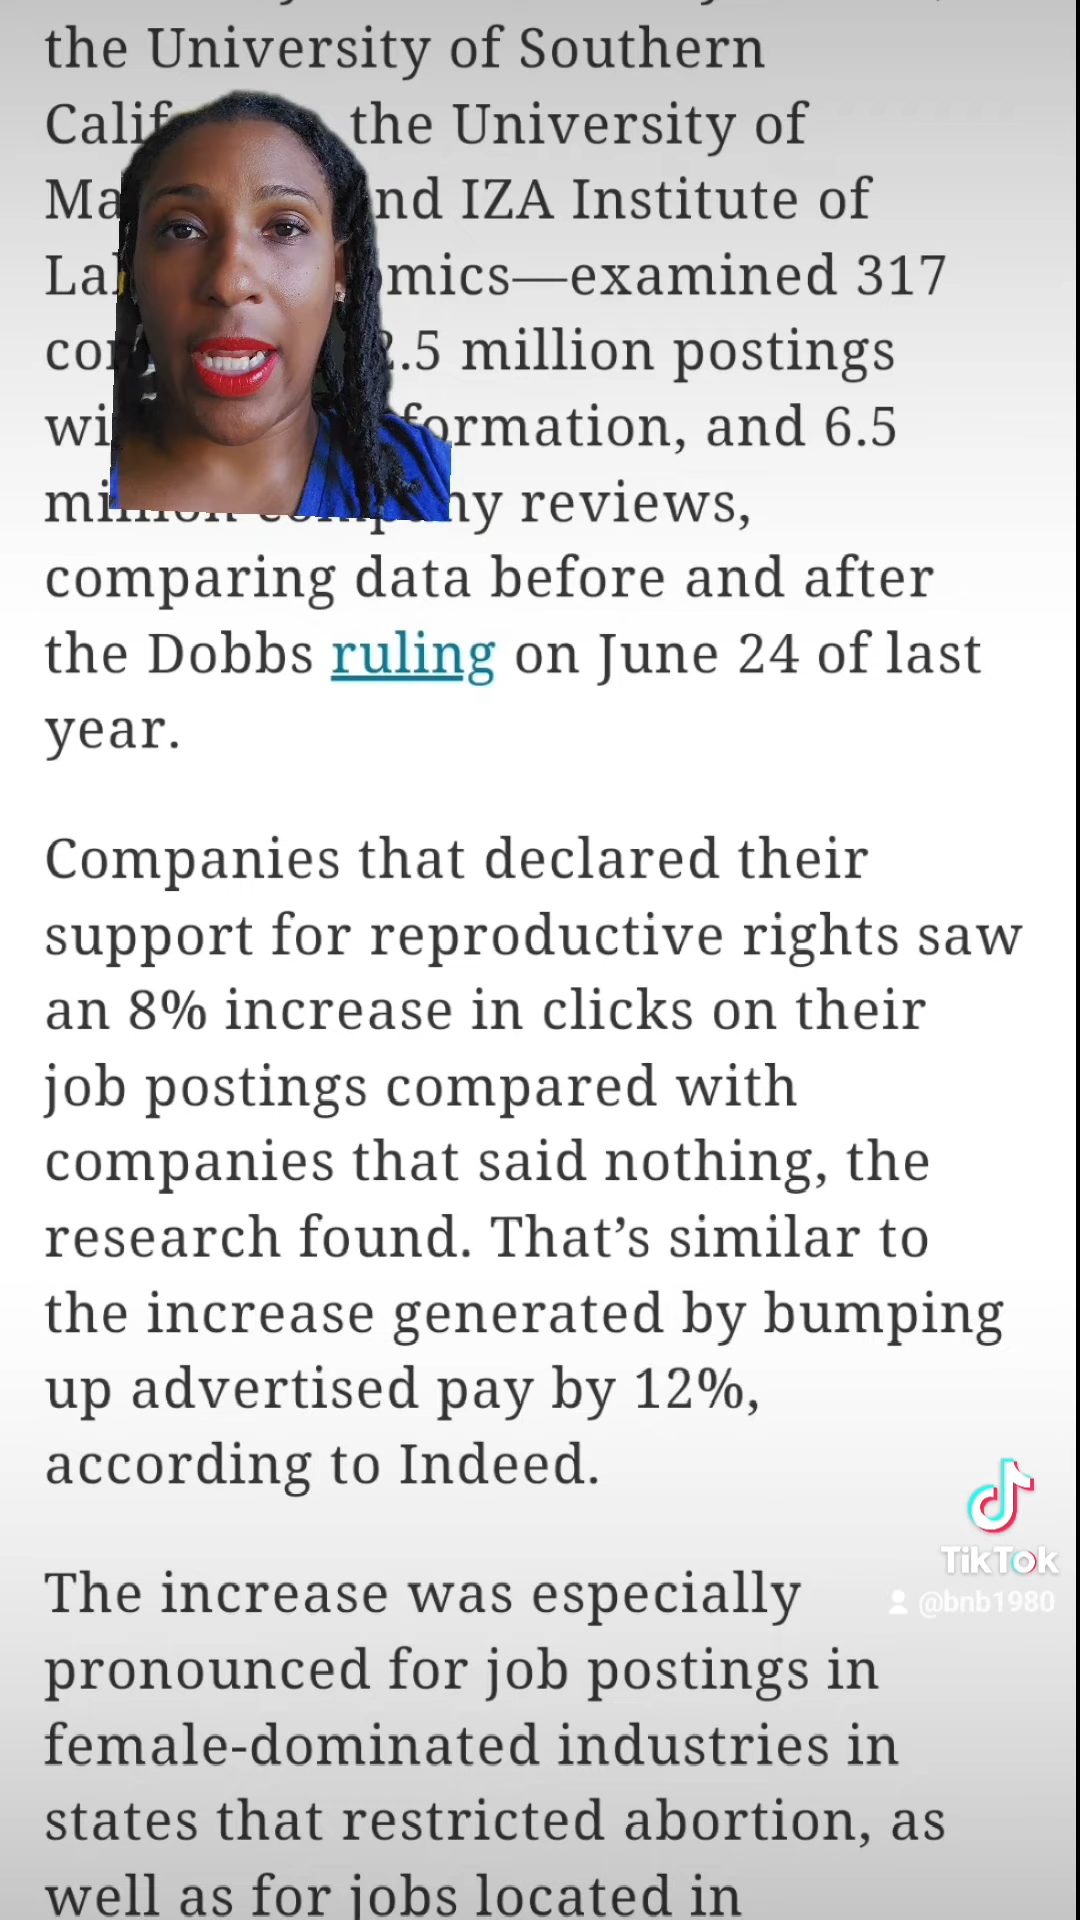 the University of Southern
Calif the University of
Ma nd IZA Institute of
La omics—examined 317
co 2.5 million postings
wi formation, and 6.5
million company reviews,
comparing data before and after
the Dobbs ruling on June 24 of last
year.
Companies that declared their
support for reproductive rights saw
an 8% increase in clicks on their
job postings compared with
companies that said nothing, the
research found. That’s similar to
the increase generated by bumping
up advertised pay by 12%,
according to Indeed.
The increase was especially
pronounced for job postings in
female-dominated industries in
states that restricted abortion, as
well as for jobs located in
TikTok
@bnb1980